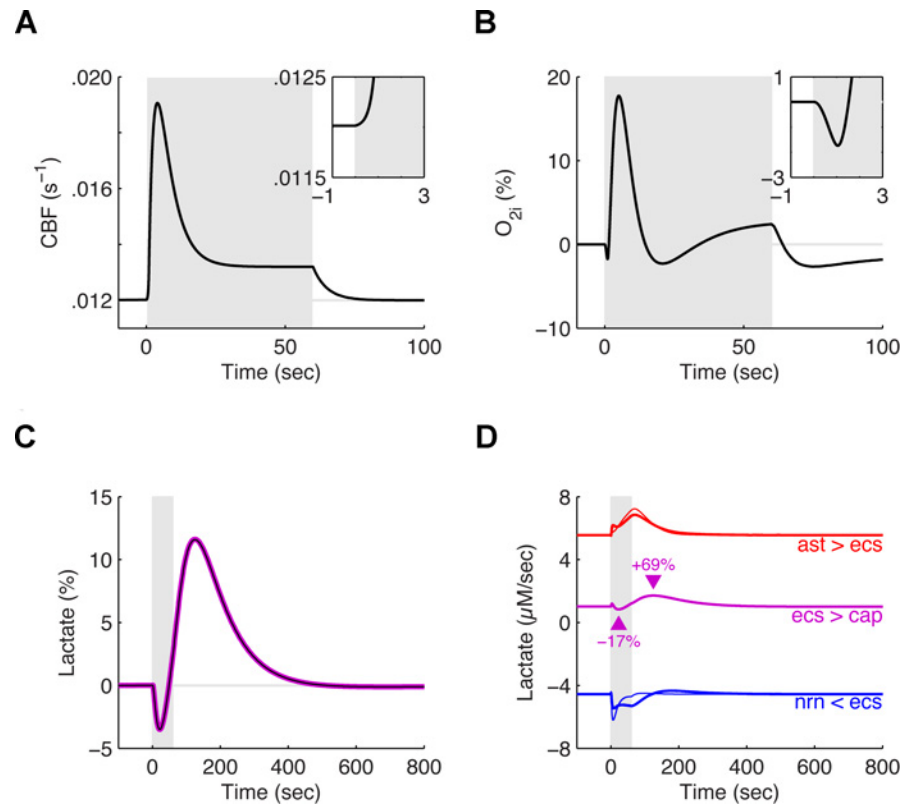 A
CBF (s⁻¹)
.020
.016
.012
.0125
.0115
−1
3
0
50
100
Time (sec)
B
O₂ᵢ (%)
20
10
0
−10
1
−3
−1
3
0
50
100
Time (sec)
C
Lactate (%)
15
10
5
0
−5
0
200
400
600
800
Time (sec)
D
Lactate (µM/sec)
8
4
0
−4
−8
ast > ecs
+69%
ecs > cap
−17%
nrn < ecs
0
200
400
600
800
Time (sec)